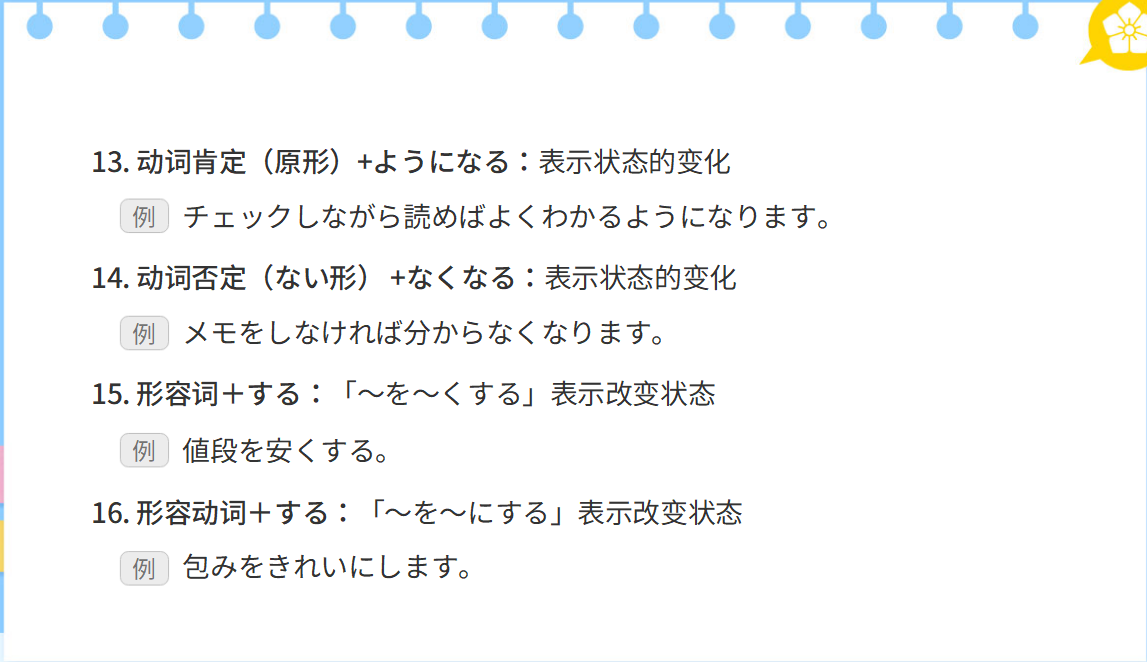 13. 动词肯定（原形）+ようになる：表示状态的变化
例 チェックしながら読めばよくわかるようになります。
14. 动词否定（ない形） +なくなる：表示状态的变化
例 メモをしなければ分からなくなります。
15. 形容词＋する：「～を～くする」表示改变状态
例 値段を安くする。
16. 形容动词＋する：「～を～にする」表示改变状态
例 包みをきれいにします。